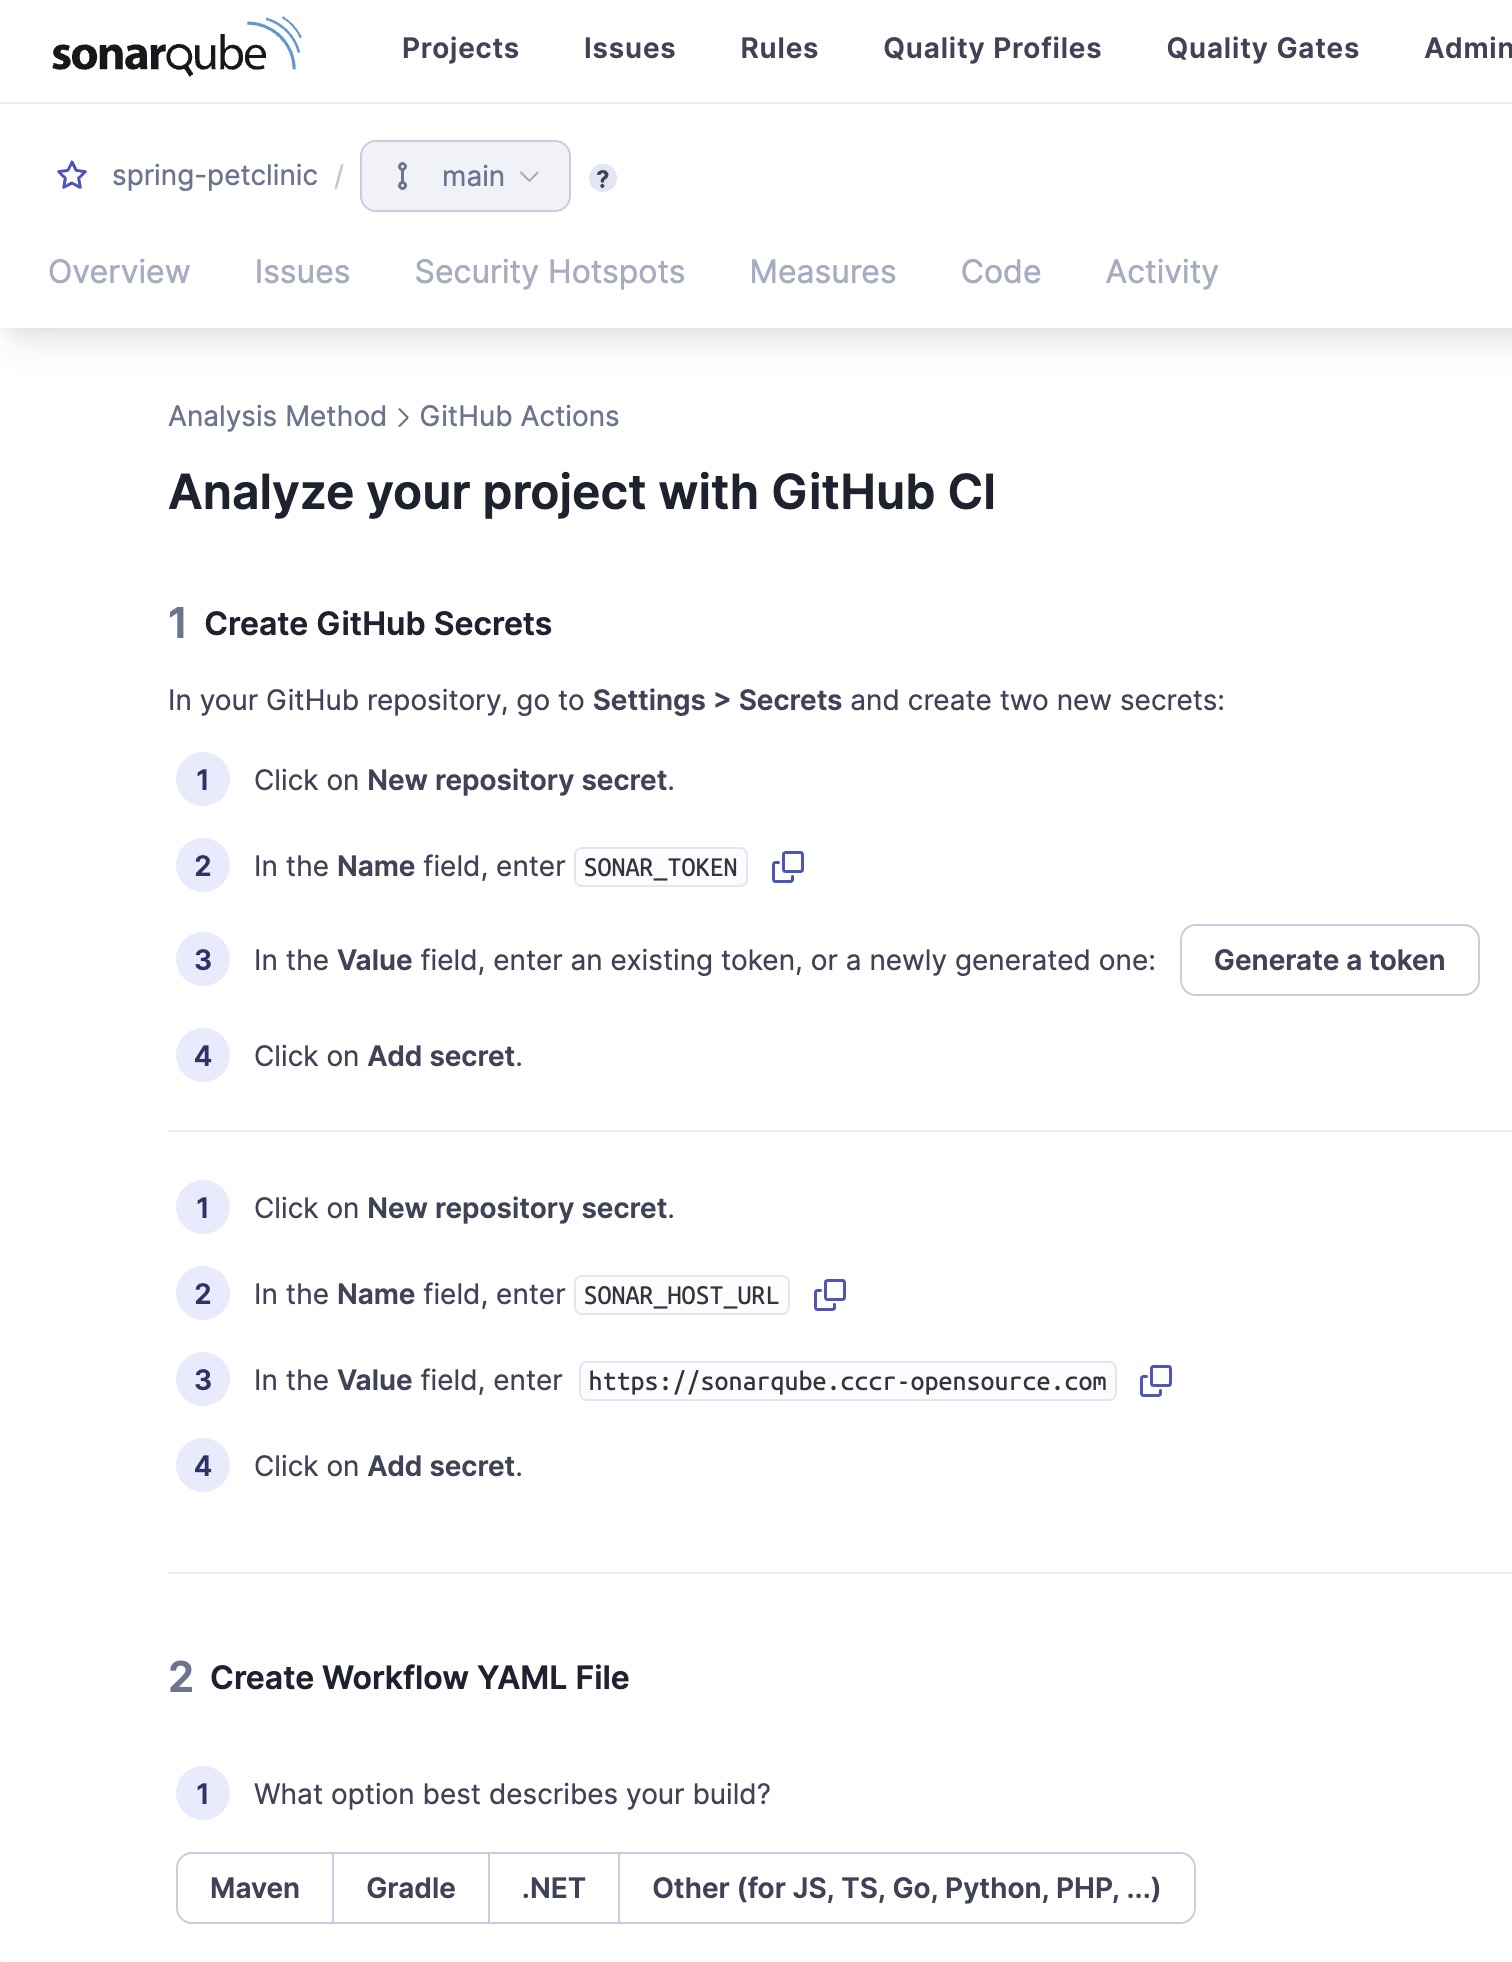 sonarqube
Projects Issues Rules Quality Profiles Quality Gates Admin
spring-petclinic / main ?
Overview Issues Security Hotspots Measures Code Activity
Analysis Method > GitHub Actions
Analyze your project with GitHub CI
1 Create GitHub Secrets
In your GitHub repository, go to Settings > Secrets and create two new secrets:
1 Click on New repository secret.
2 In the Name field, enter SONAR_TOKEN
3 In the Value field, enter an existing token, or a newly generated one: Generate a token
4 Click on Add secret.
1 Click on New repository secret.
2 In the Name field, enter SONAR_HOST_URL
3 In the Value field, enter https://sonarqube.cccr-opensource.com
4 Click on Add secret.
2 Create Workflow YAML File
1 What option best describes your build?
Maven Gradle .NET Other (for JS, TS, Go, Python, PHP, ...)